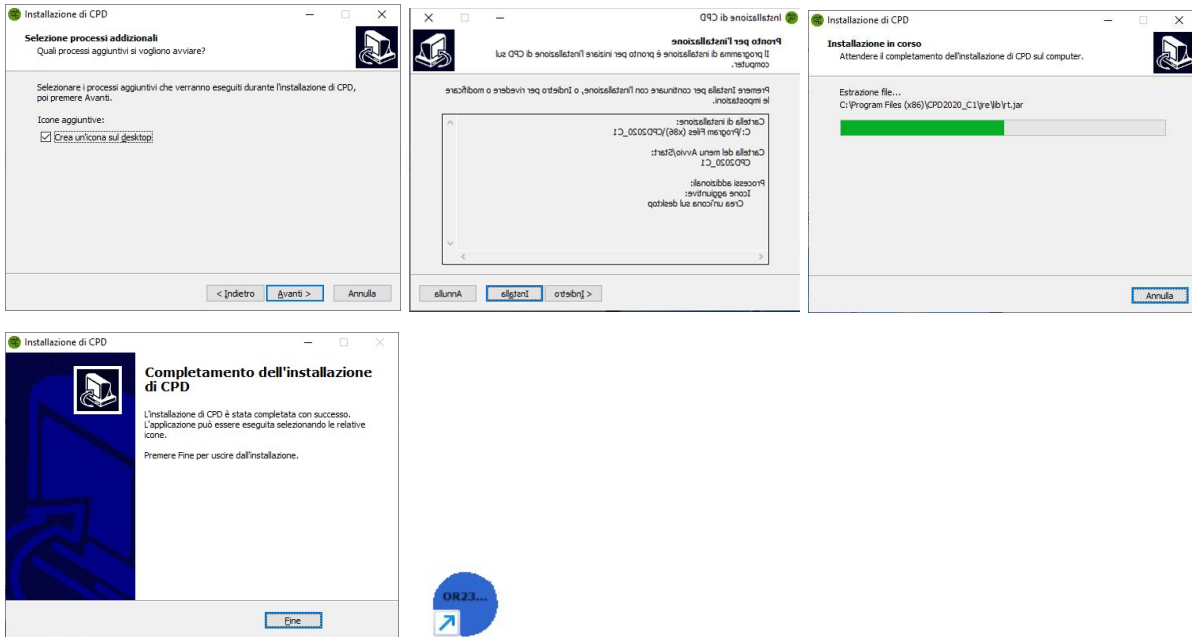 Installazione di CPD
Selezione processi addizionali
Quali processi aggiuntivi si vogliono avviare?
Selezionare i processi aggiuntivi che verranno eseguiti durante l'installazione di CPD,
poi premere Avanti.
Icone aggiuntive:
Crea un'icona sul desktop
< Indietro Avanti > Annulla
Installazione di CPD
Pronto per l'installazione
Il programma di installazione è pronto per iniziare l'installazione di CPD sul
computer.
Premere Installa per continuare con l'installazione, o Indietro per rivedere o modificare
le impostazioni.
Cartella di installazione:
C:\Program Files (x86)\CPD2020_C1
Cartella del menu Avvio/Start:
CPD2020_C1
Processi addizionali:
Icone aggiuntive:
Crea un'icona sul desktop
< Indietro Installa Annulla
Installazione di CPD
Installazione in corso
Attendere il completamento dell'installazione di CPD sul computer.
Estrazione file...
C:\Program Files (x86)\CPD2020_C1\jre\lib\rt.jar
Annulla
Installazione di CPD
Completamento dell'installazione
di CPD
L'installazione di CPD è stata completata con successo.
L'applicazione può essere eseguita selezionando le relative
icone.
Premere Fine per uscire dall'installazione.
Fine
OR23...